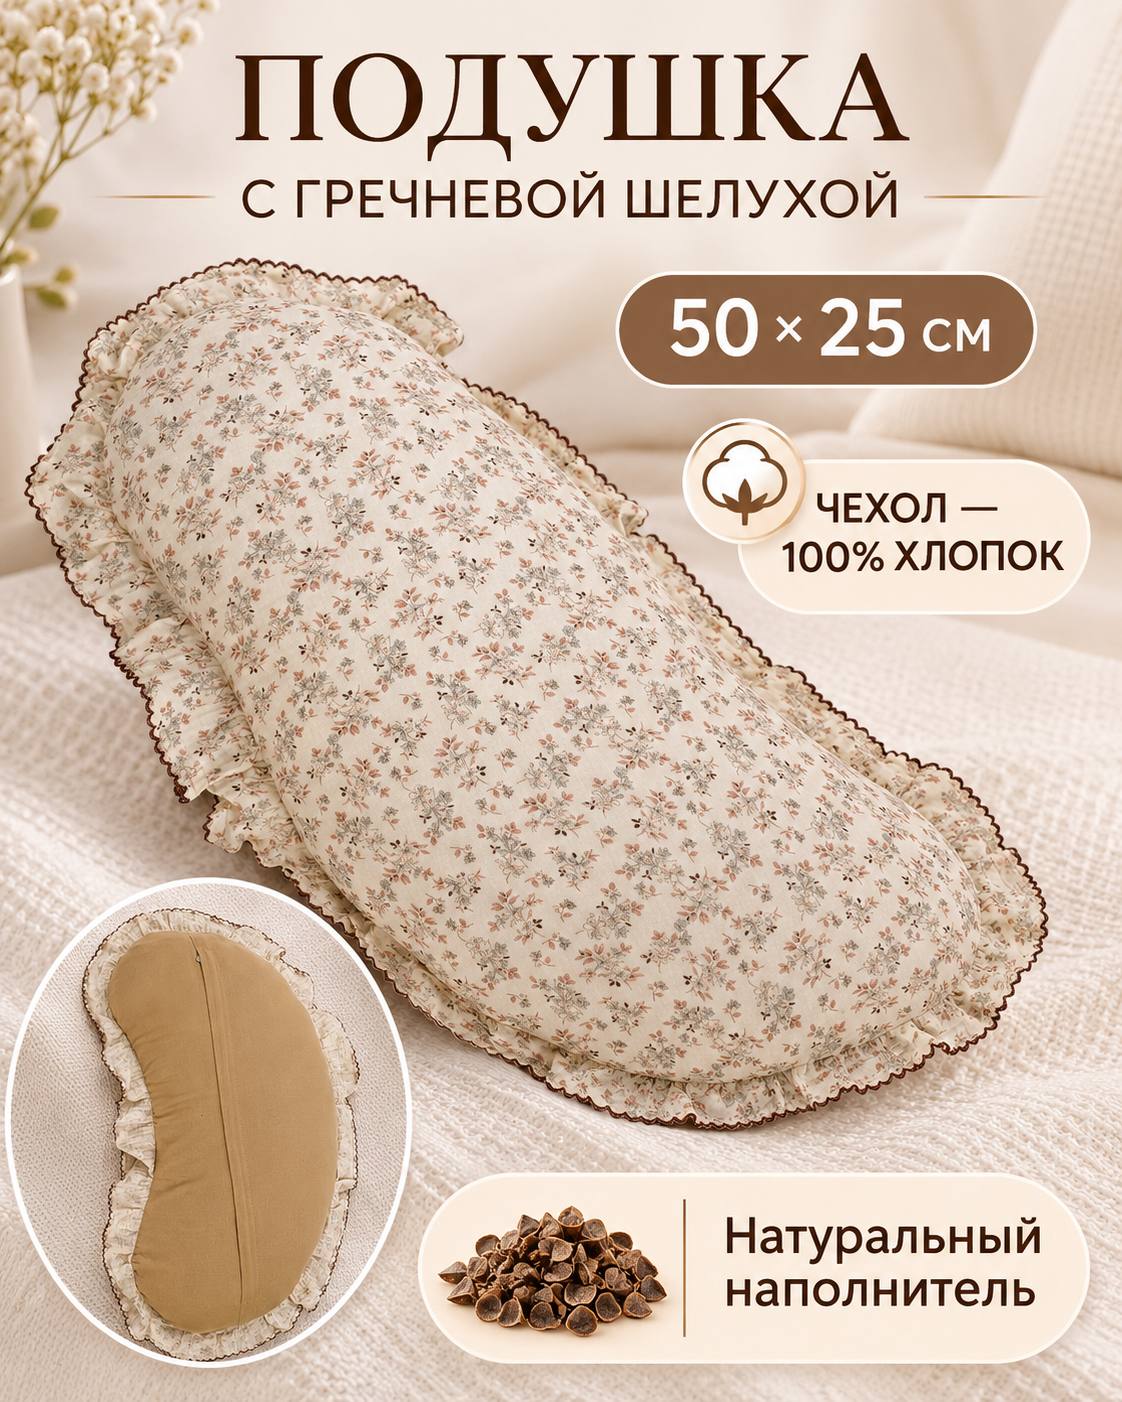 ПОДУШКА
С ГРЕЧНЕВОЙ ШЕЛУХОЙ
50 × 25 см
ЧЕХОЛ —
100% ХЛОПОК
Натуральный
наполнитель